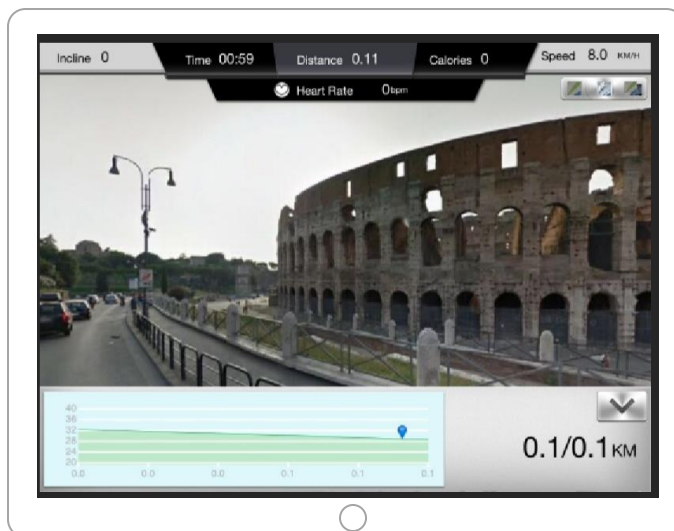 Incline 0 Time 00:59 Distance 0.11 Calories 0 Speed 8.0 KM/H
Heart Rate 0bpm
40
36
32
28
24
20
0.0 0.0 0.0 0.1 0.1 0.1
0.1/0.1 KM